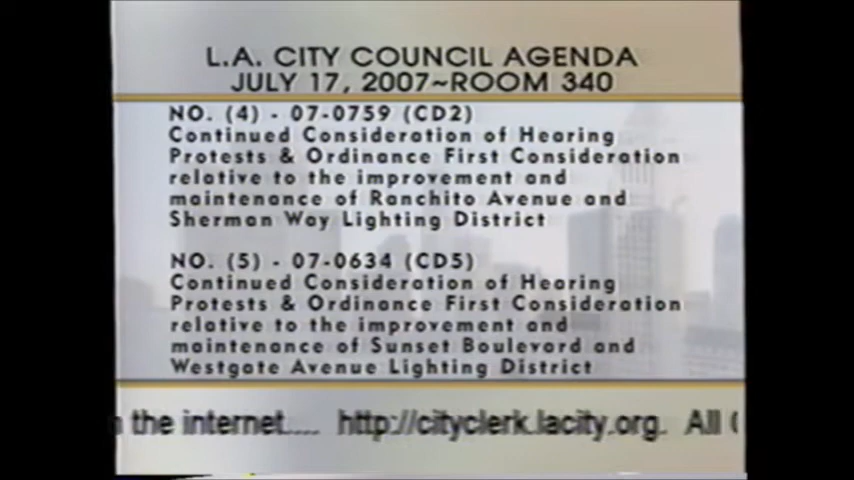 L.A. CITY COUNCIL AGENDA
JULY 17, 2007~ROOM 340
NO. (4) - 07-0759 (CD2)
Continued Consideration of Hearing
Protests & Ordinance First Consideration
relative to the improvement and
maintenance of Ranchito Avenue and
Sherman Way Lighting District
NO. (5) - 07-0634 (CD5)
Continued Consideration of Hearing
Protests & Ordinance First Consideration
relative to the improvement and
maintenance of Sunset Boulevard and
Westgate Avenue Lighting District
the internet.... http://cityclerk.lacity.org. All